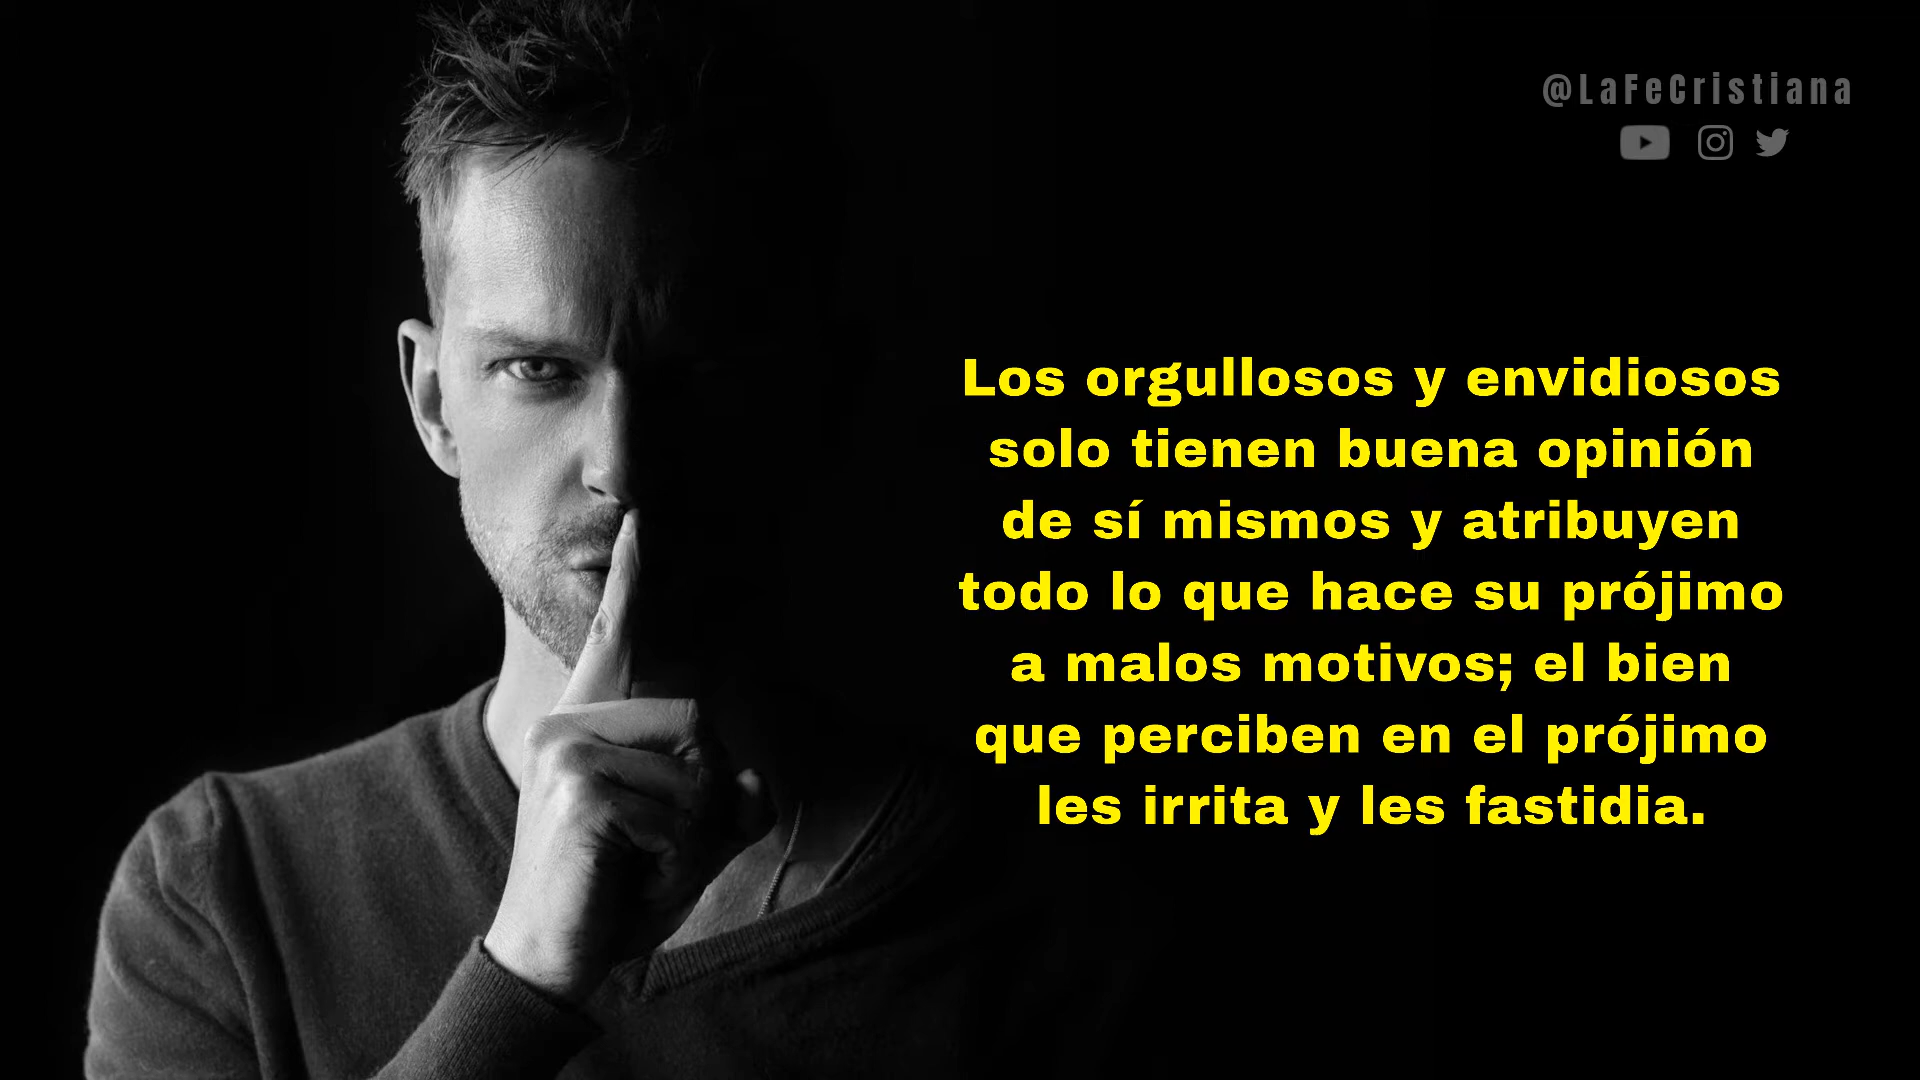 @LaFeCristiana
Los orgullosos y envidiosos
solo tienen buena opinión
de sí mismos y atribuyen
todo lo que hace su prójimo
a malos motivos; el bien
que perciben en el prójimo
les irrita y les fastidia.